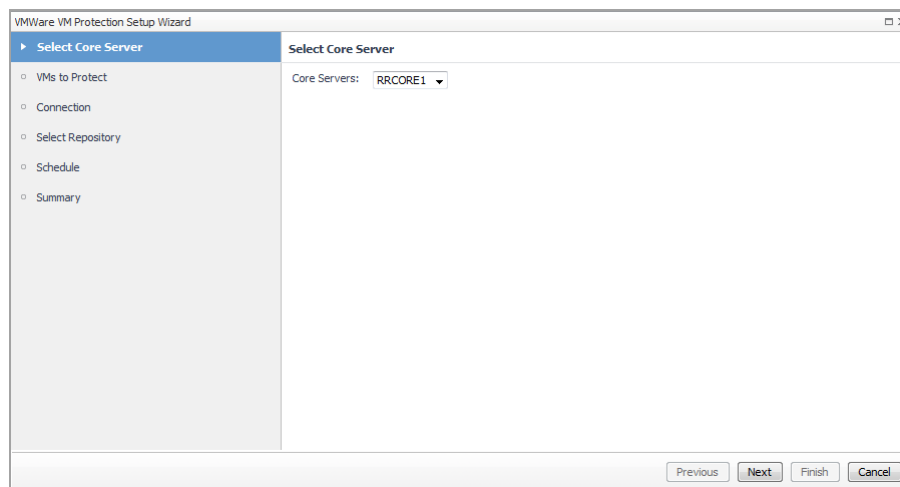 VMWare VM Protection Setup Wizard
Select Core Server
VMs to Protect
Connection
Select Repository
Schedule
Summary
Select Core Server
Core Servers: RRCORE1
Previous Next Finish Cancel